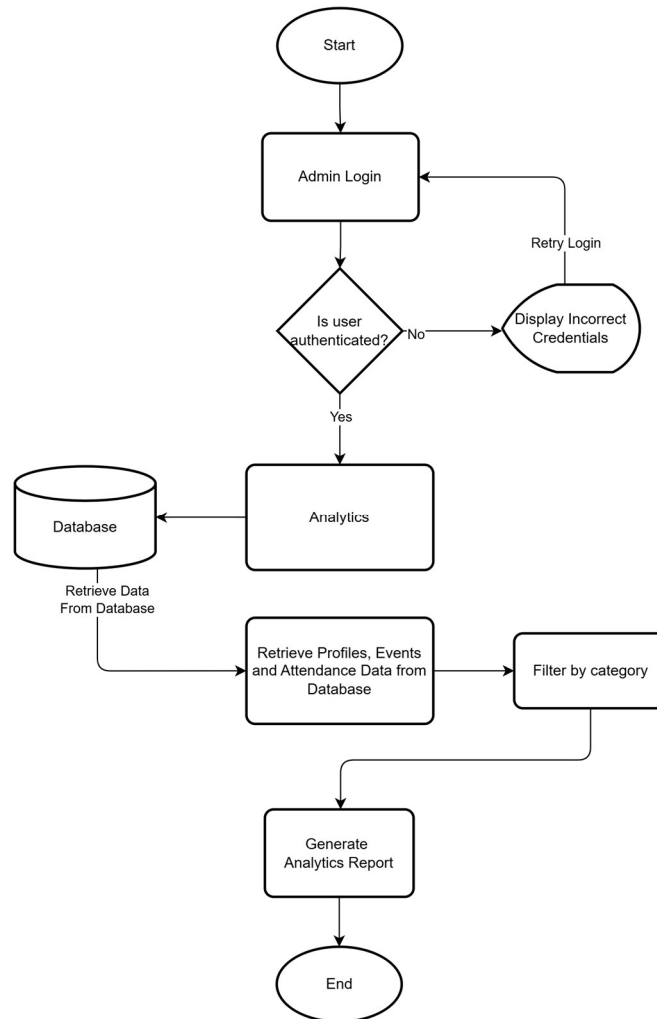 Start
Admin Login
Retry Login
Is user
authenticated?
No
Display Incorrect
Credentials
Yes
Analytics
Database
Retrieve Data
From Database
Retrieve Profiles, Events
and Attendance Data from
Database
Filter by category
Generate
Analytics Report
End